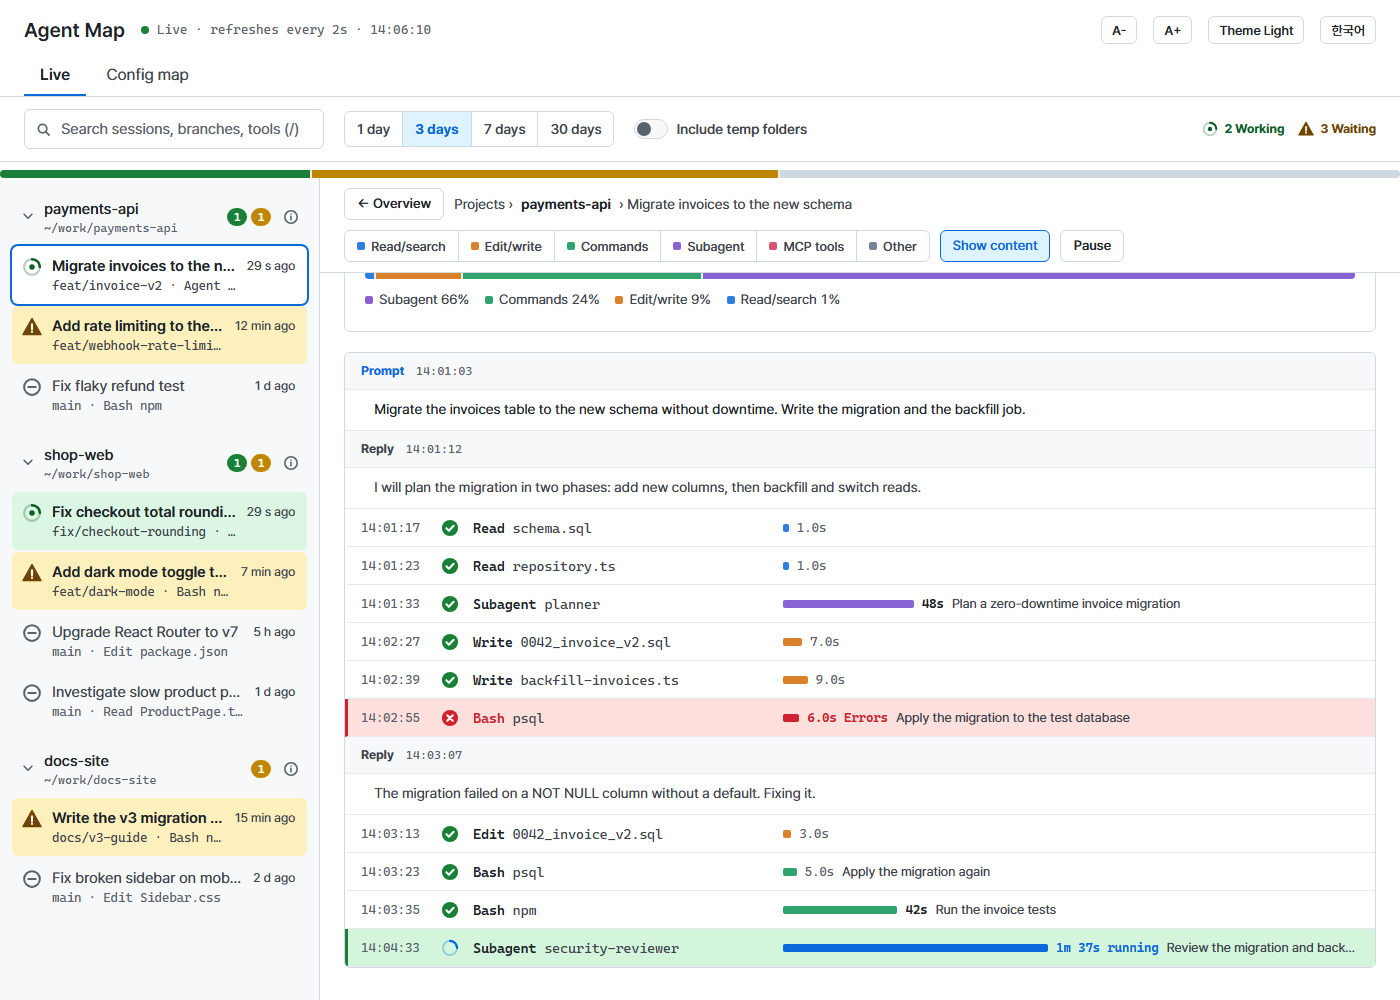 Agent Map
Live · refreshes every 2s · 14:06:10
A-
A+
Theme Light
한국어
Live
Config map
Search sessions, branches, tools (/)
1 day
3 days
7 days
30 days
Include temp folders
2 Working
3 Waiting
payments-api
1
1
~/work/payments-api
Migrate invoices to the n...
29 s ago
feat/invoice-v2 · Agent …
Add rate limiting to the...
12 min ago
feat/webhook-rate-limi…
Fix flaky refund test
1 d ago
main · Bash npm
shop-web
1
1
~/work/shop-web
Fix checkout total roundi...
29 s ago
fix/checkout-rounding · …
Add dark mode toggle t...
7 min ago
feat/dark-mode · Bash n…
Upgrade React Router to v7
5 h ago
main · Edit package.json
Investigate slow product p...
1 d ago
main · Read ProductPage.t…
docs-site
1
~/work/docs-site
Write the v3 migration ...
15 min ago
docs/v3-guide · Bash n…
Fix broken sidebar on mob...
2 d ago
main · Edit Sidebar.css
← Overview
Projects › payments-api › Migrate invoices to the new schema
Read/search
Edit/write
Commands
Subagent
MCP tools
Other
Show content
Pause
Subagent 66%
Commands 24%
Edit/write 9%
Read/search 1%
Prompt 14:01:03
Migrate the invoices table to the new schema without downtime. Write the migration and the backfill job.
Reply 14:01:12
I will plan the migration in two phases: add new columns, then backfill and switch reads.
14:01:17 Read schema.sql 1.0s
14:01:23 Read repository.ts 1.0s
14:01:33 Subagent planner 48s Plan a zero-downtime invoice migration
14:02:27 Write 0042_invoice_v2.sql 7.0s
14:02:39 Write backfill-invoices.ts 9.0s
14:02:55 Bash psql 6.0s Errors Apply the migration to the test database
Reply 14:03:07
The migration failed on a NOT NULL column without a default. Fixing it.
14:03:13 Edit 0042_invoice_v2.sql 3.0s
14:03:23 Bash psql 5.0s Apply the migration again
14:03:35 Bash npm 42s Run the invoice tests
14:04:33 Subagent security-reviewer 1m 37s running Review the migration and back...